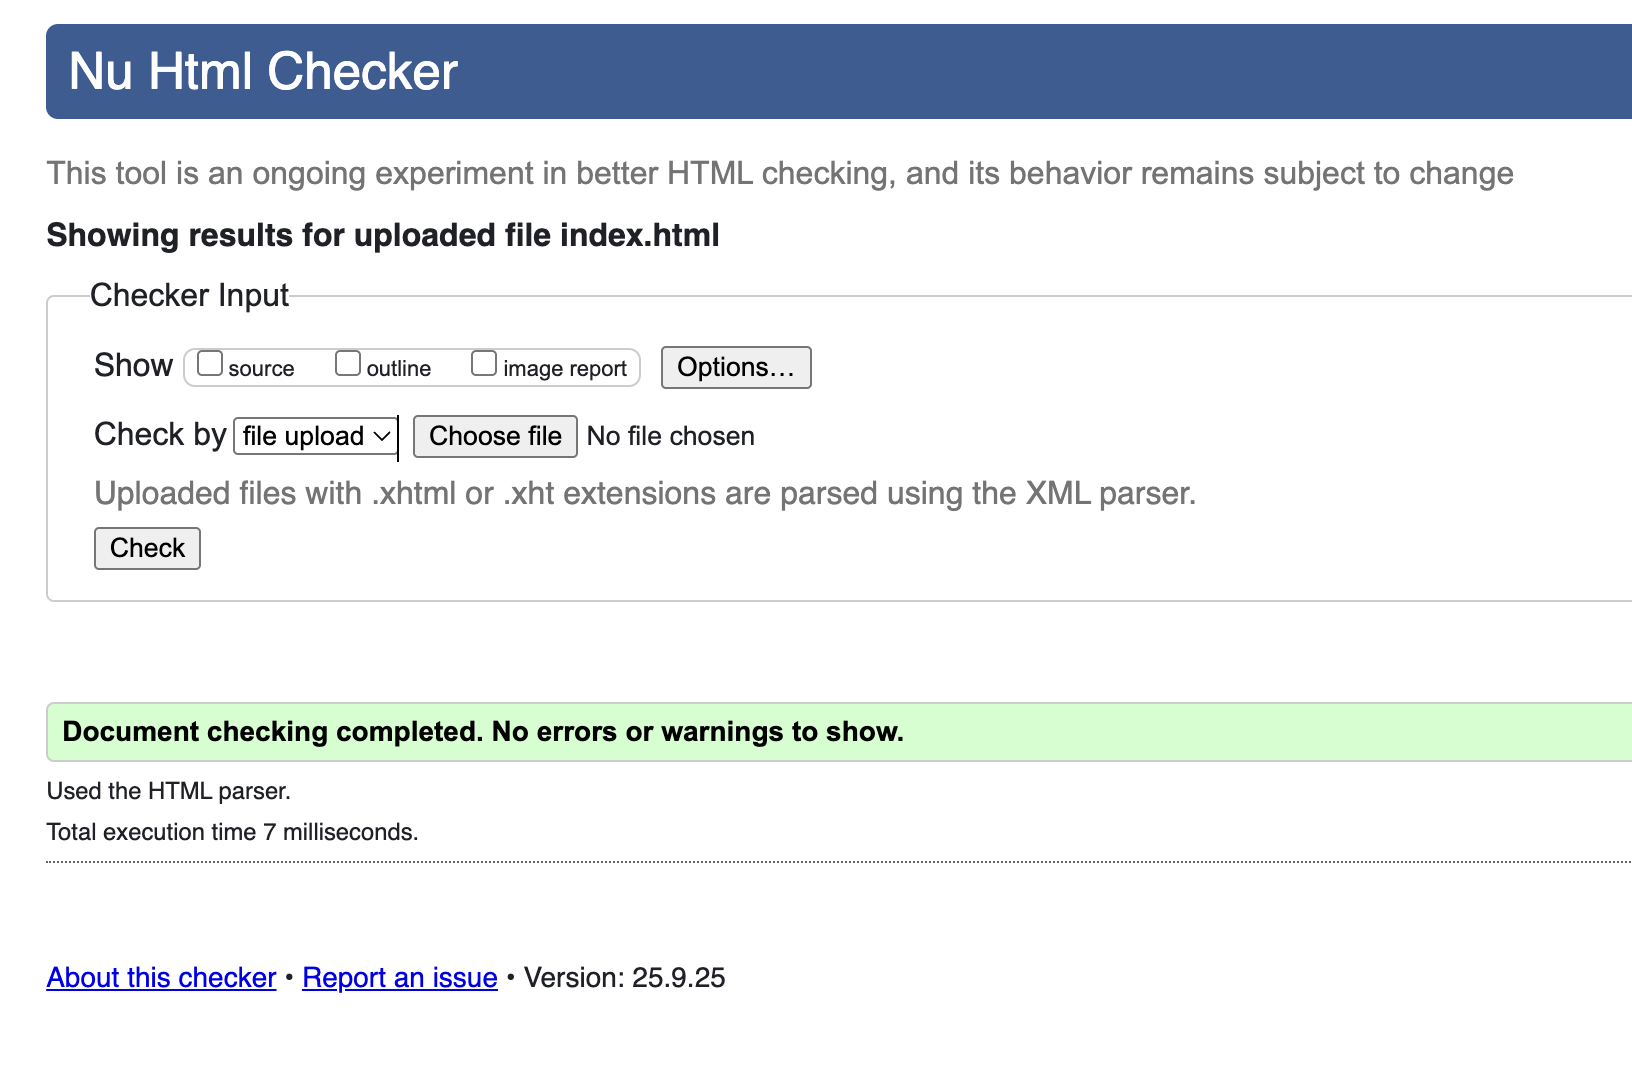 Nu Html Checker
This tool is an ongoing experiment in better HTML checking, and its behavior remains subject to change
Showing results for uploaded file index.html
Checker Input
Show source outline image report Options…
Check by file upload Choose file No file chosen
Uploaded files with .xhtml or .xht extensions are parsed using the XML parser.
Check
Document checking completed. No errors or warnings to show.
Used the HTML parser.
Total execution time 7 milliseconds.
About this checker • Report an issue • Version: 25.9.25